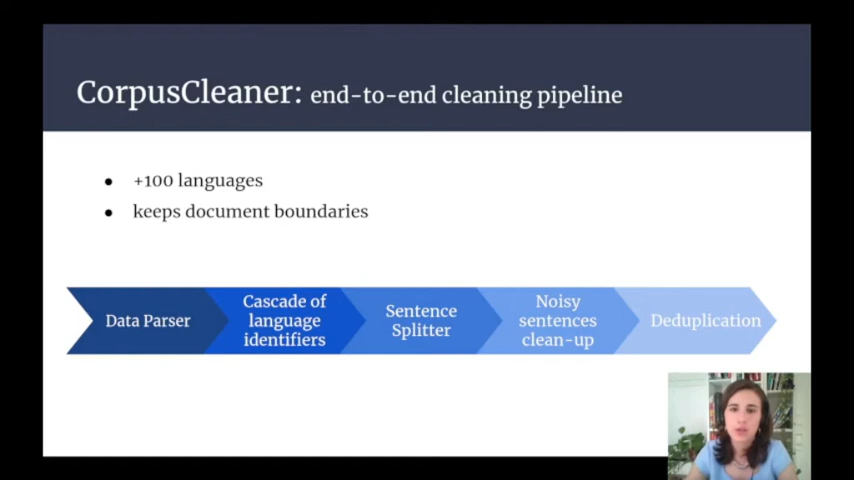 CorpusCleaner: end-to-end cleaning pipeline
+100 languages
keeps document boundaries
Data Parser
Cascade of
language
identifiers
Sentence
Splitter
Noisy
sentences
clean-up
Deduplication